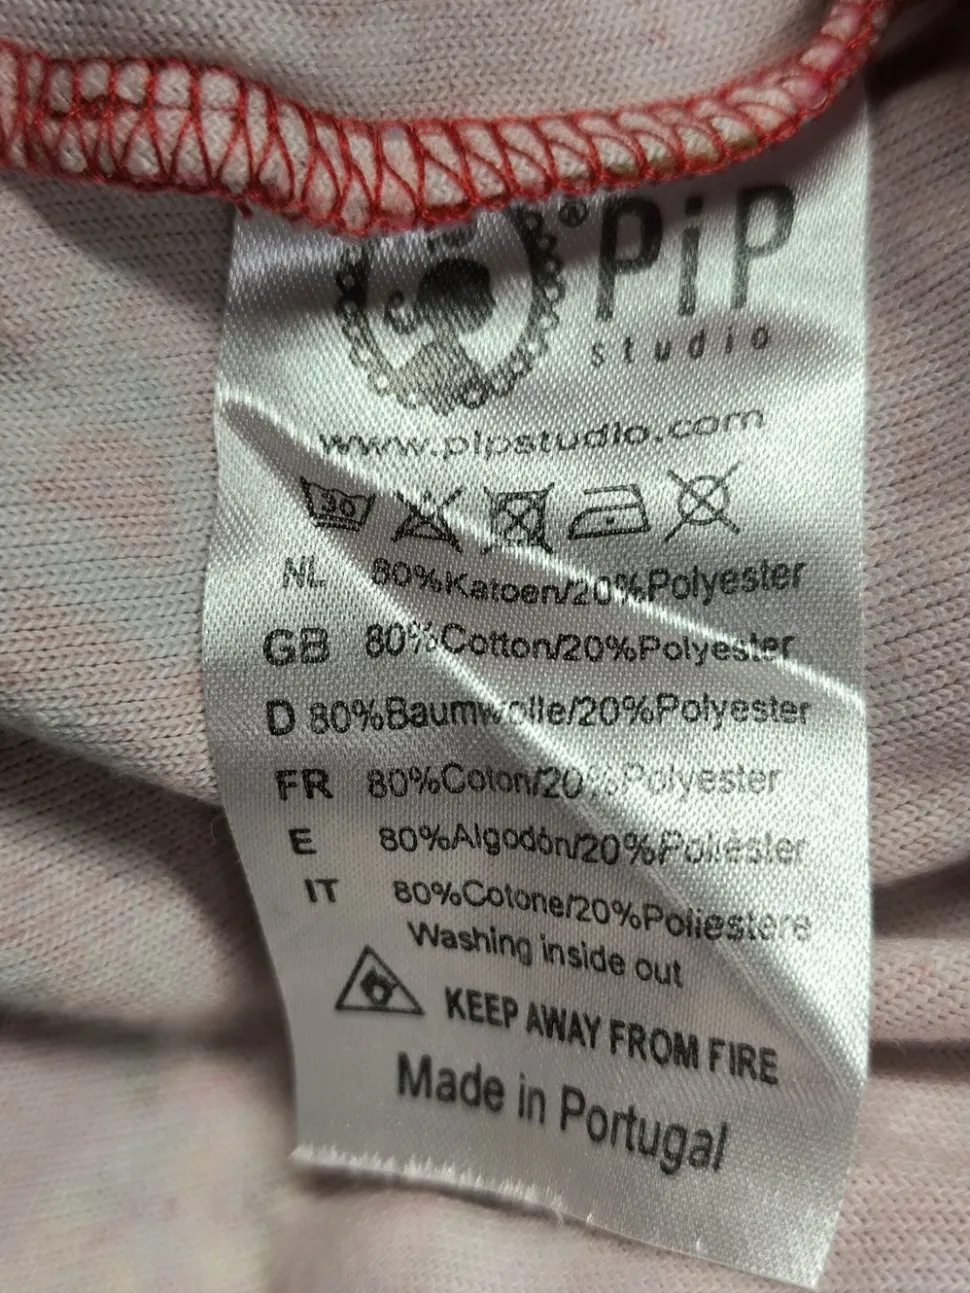 PiP ®
studio
www.pipstudio.com
30
NL 80%Katoen/20%Polyester
GB 80%Cotton/20%Polyester
D 80%Baumwolle/20%Polyester
FR 80%Coton/20%Polyester
E 80%Algodón/20%Poliéster
IT 80%Cotone/20%Poliestere
Washing inside out
KEEP AWAY FROM FIRE
Made in Portugal